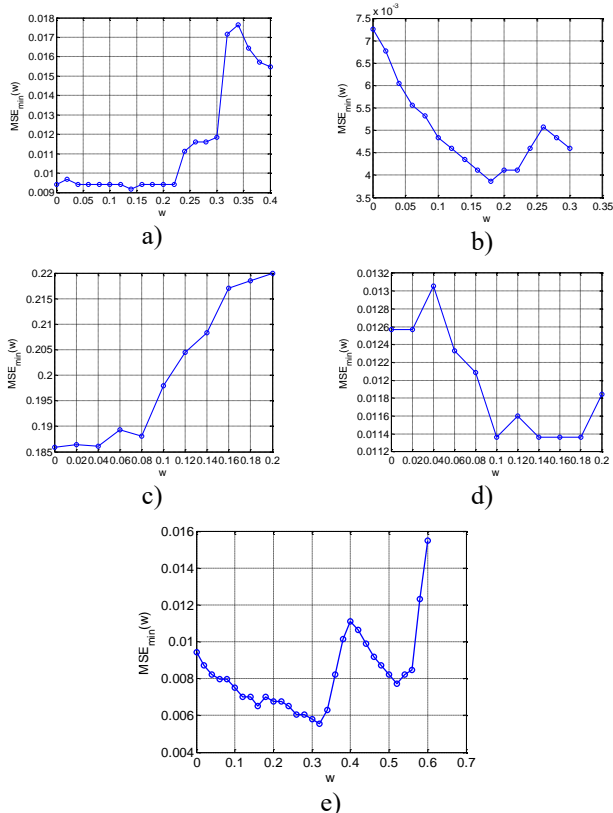 0.018
0.017
0.016
0.015
0.014
0.013
0.012
0.011
0.01
0.009
MSE_min(w)
0 0.05 0.1 0.15 0.2 0.25 0.3 0.35 0.4
w
a)
x 10^-3
7.5
7
6.5
6
5.5
5
4.5
4
3.5
MSE_min(w)
0 0.05 0.1 0.15 0.2 0.25 0.3 0.35
w
b)
0.22
0.215
0.21
0.205
0.2
0.195
0.19
0.185
MSE_min(w)
0 0.02 0.04 0.06 0.08 0.1 0.12 0.14 0.16 0.18 0.2
w
c)
0.0132
0.013
0.0128
0.0126
0.0124
0.0122
0.012
0.0118
0.0116
0.0114
0.0112
MSE_min(w)
0 0.02 0.04 0.06 0.08 0.1 0.12 0.14 0.16 0.18 0.2
w
d)
0.016
0.014
0.012
0.01
0.008
0.006
0.004
MSE_min(w)
0 0.1 0.2 0.3 0.4 0.5 0.6 0.7
w
e)